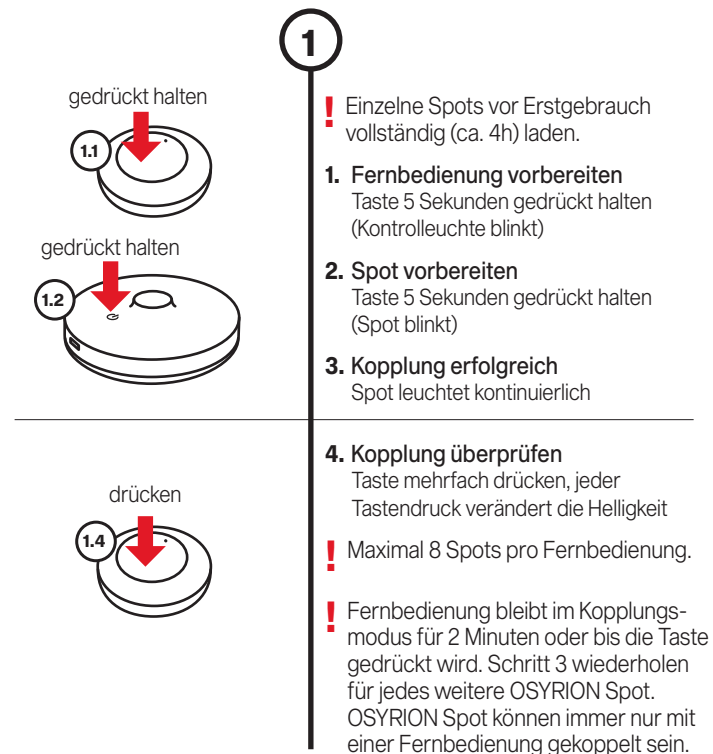 1
gedrückt halten
1.1
gedrückt halten
1.2
! Einzelne Spots vor Erstgebrauch
vollständig (ca. 4h) laden.
1. Fernbedienung vorbereiten
Taste 5 Sekunden gedrückt halten
(Kontrolleuchte blinkt)
2. Spot vorbereiten
Taste 5 Sekunden gedrückt halten
(Spot blinkt)
3. Kopplung erfolgreich
Spot leuchtet kontinuierlich
drücken
1.4
4. Kopplung überprüfen
Taste mehrfach drücken, jeder
Tastendruck verändert die Helligkeit
! Maximal 8 Spots pro Fernbedienung.
! Fernbedienung bleibt im Kopplungs-
modus für 2 Minuten oder bis die Taste
gedrückt wird. Schritt 3 wiederholen
für jedes weitere OSYRION Spot.
OSYRION Spot können immer nur mit
einer Fernbedienung gekoppelt sein.